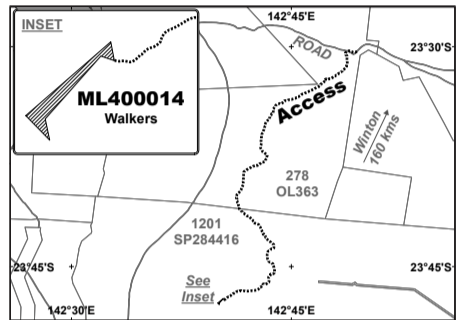 INSET
ML400014
Walkers
142°45'E
ROAD
23°30'S
Access
Winton
160 kms
278
OL363
1201
SP284416
See
Inset
23°45'S
23°45'S
142°30'E
142°45'E